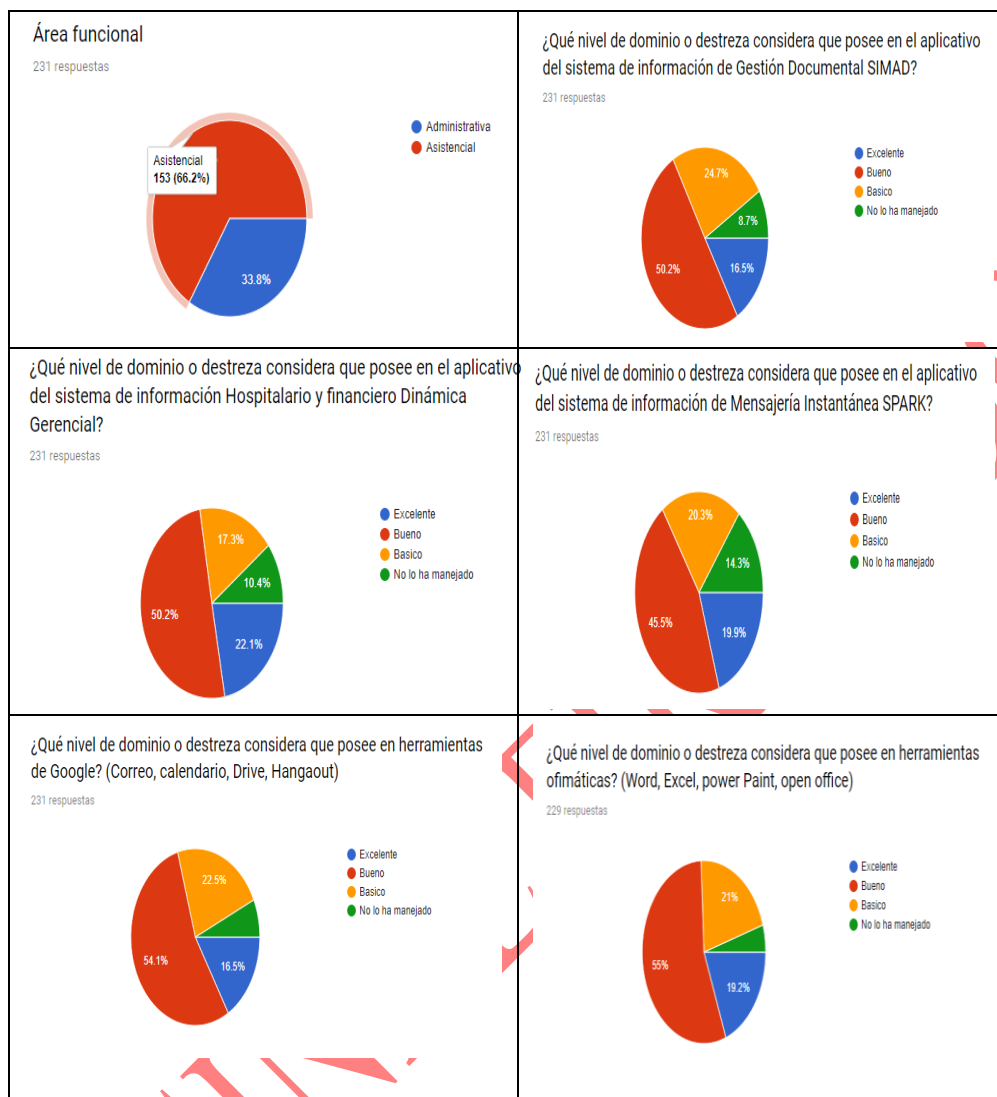 Área funcional
231 respuestas
Administrativa
Asistencial
Asistencial
153 (66.2%)
33.8%
¿Qué nivel de dominio o destreza considera que posee en el aplicativo
del sistema de información de Gestión Documental SIMAD?
231 respuestas
Excelente
Bueno
Basico
No lo ha manejado
24.7%
8.7%
50.2%
16.5%
¿Qué nivel de dominio o destreza considera que posee en el aplicativo
del sistema de información Hospitalario y financiero Dinámica
Gerencial?
231 respuestas
Excelente
Bueno
Basico
No lo ha manejado
17.3%
10.4%
50.2%
22.1%
¿Qué nivel de dominio o destreza considera que posee en el aplicativo
del sistema de información de Mensajería Instantánea SPARK?
231 respuestas
Excelente
Bueno
Basico
No lo ha manejado
20.3%
14.3%
45.5%
19.9%
¿Qué nivel de dominio o destreza considera que posee en herramientas
de Google? (Correo, calendario, Drive, Hangaout)
231 respuestas
Excelente
Bueno
Basico
No lo ha manejado
22.5%
54.1%
16.5%
¿Qué nivel de dominio o destreza considera que posee en herramientas
ofimáticas? (Word, Excel, power Paint, open office)
229 respuestas
Excelente
Bueno
Basico
No lo ha manejado
21%
55%
19.2%